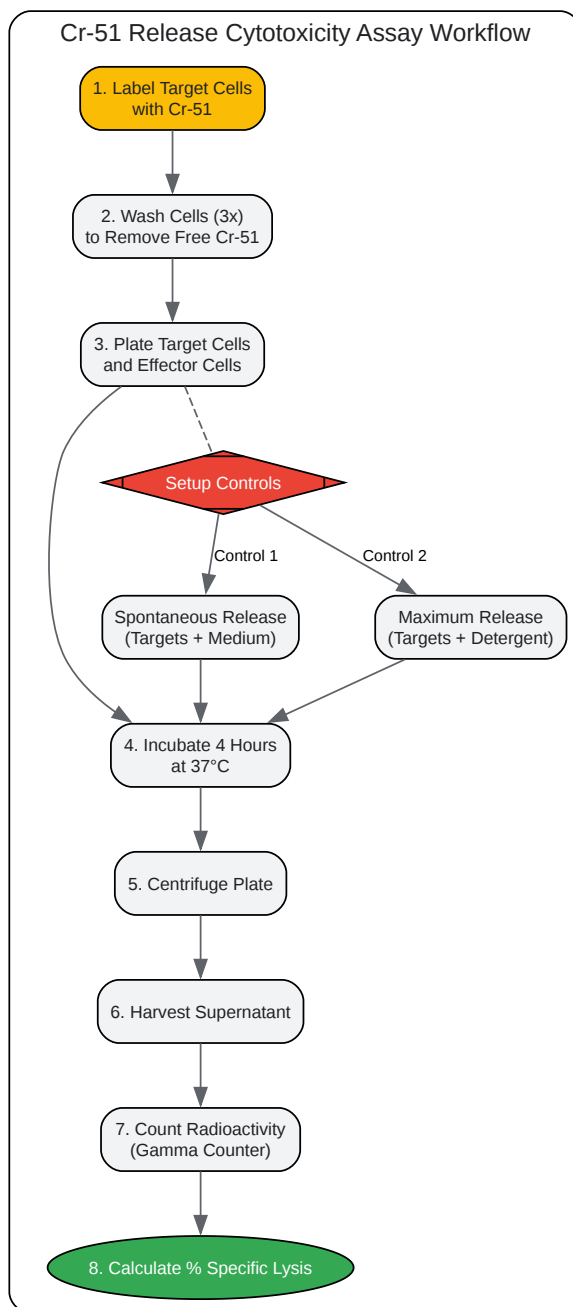 Cr-51 Release Cytotoxicity Assay Workflow
1. Label Target Cells
with Cr-51
2. Wash Cells (3x)
to Remove Free Cr-51
3. Plate Target Cells
and Effector Cells
Setup Controls
Control 1
Control 2
Spontaneous Release
(Targets + Medium)
Maximum Release
(Targets + Detergent)
4. Incubate 4 Hours
at 37°C
5. Centrifuge Plate
6. Harvest Supernatant
7. Count Radioactivity
(Gamma Counter)
8. Calculate % Specific Lysis